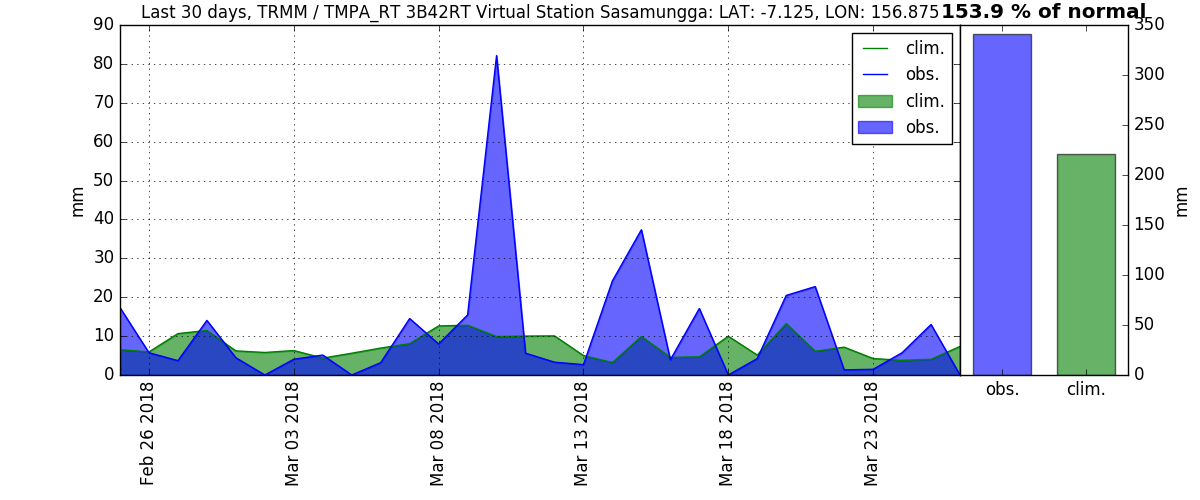 Last 30 days, TRMM / TMPA_RT 3B42RT Virtual Station Sasamungga: LAT: -7.125, LON: 156.875
153.9 % of normal
90
80
70
60
50
40
30
20
10
0
mm
clim.
obs.
clim.
obs.
Feb 26 2018
Mar 03 2018
Mar 08 2018
Mar 13 2018
Mar 18 2018
Mar 23 2018
350
300
250
200
150
100
50
0
mm
obs.
clim.